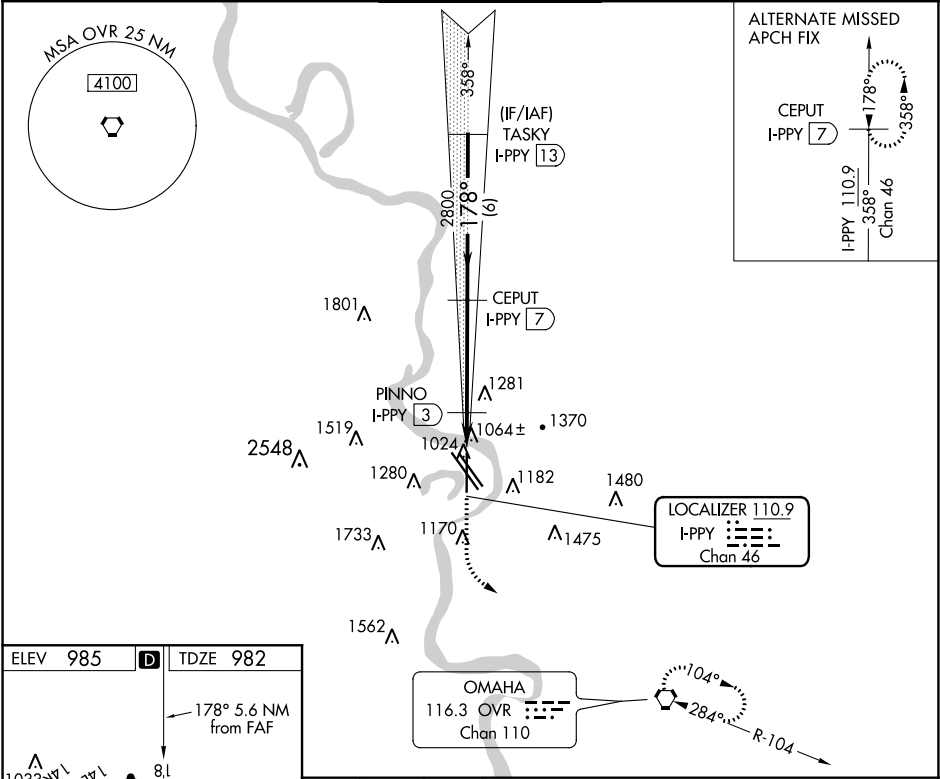 MSA OVR 25 NM
4100
358°
(IF/IAF)
TASKY
I-PPY 13
2800
178°
(6)
ALTERNATE MISSED
APCH FIX
CEPUT
I-PPY 7
178°
358°
I-PPY 110.9
358°
Chan 46
1801
CEPUT
I-PPY 7
PINNO
I-PPY 3
1281
1519
1024
1064±
1370
2548
1280
1182
1480
LOCALIZER 110.9
I-PPY
Chan 46
1733
1170
1475
1562
ELEV 985
D
TDZE 982
178° 5.6 NM
from FAF
OMAHA
116.3 OVR
Chan 110
104°
284°
R-104
18